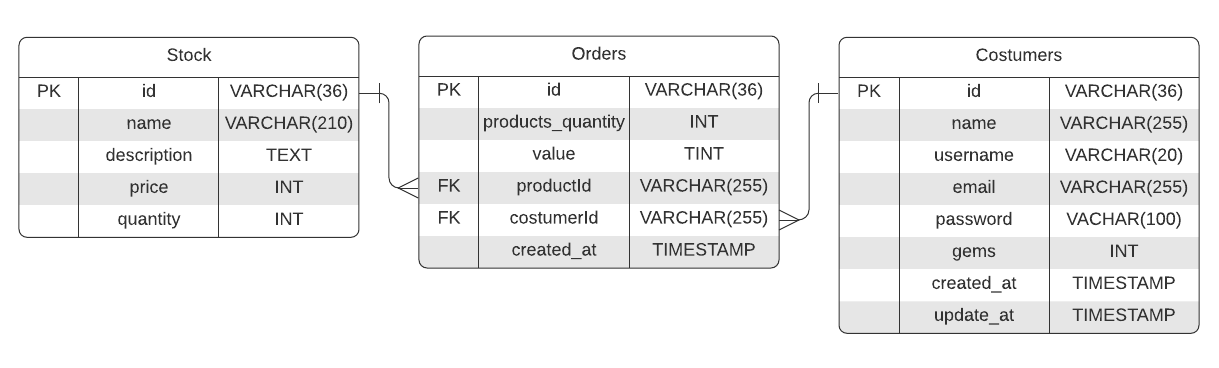 Stock
PK id VARCHAR(36)
name VARCHAR(210)
description TEXT
price INT
quantity INT
Orders
PK id VARCHAR(36)
products_quantity INT
value TINT
FK productId VARCHAR(255)
FK costumerId VARCHAR(255)
created_at TIMESTAMP
Costumers
PK id VARCHAR(36)
name VARCHAR(255)
username VARCHAR(20)
email VARCHAR(255)
password VACHAR(100)
gems INT
created_at TIMESTAMP
update_at TIMESTAMP